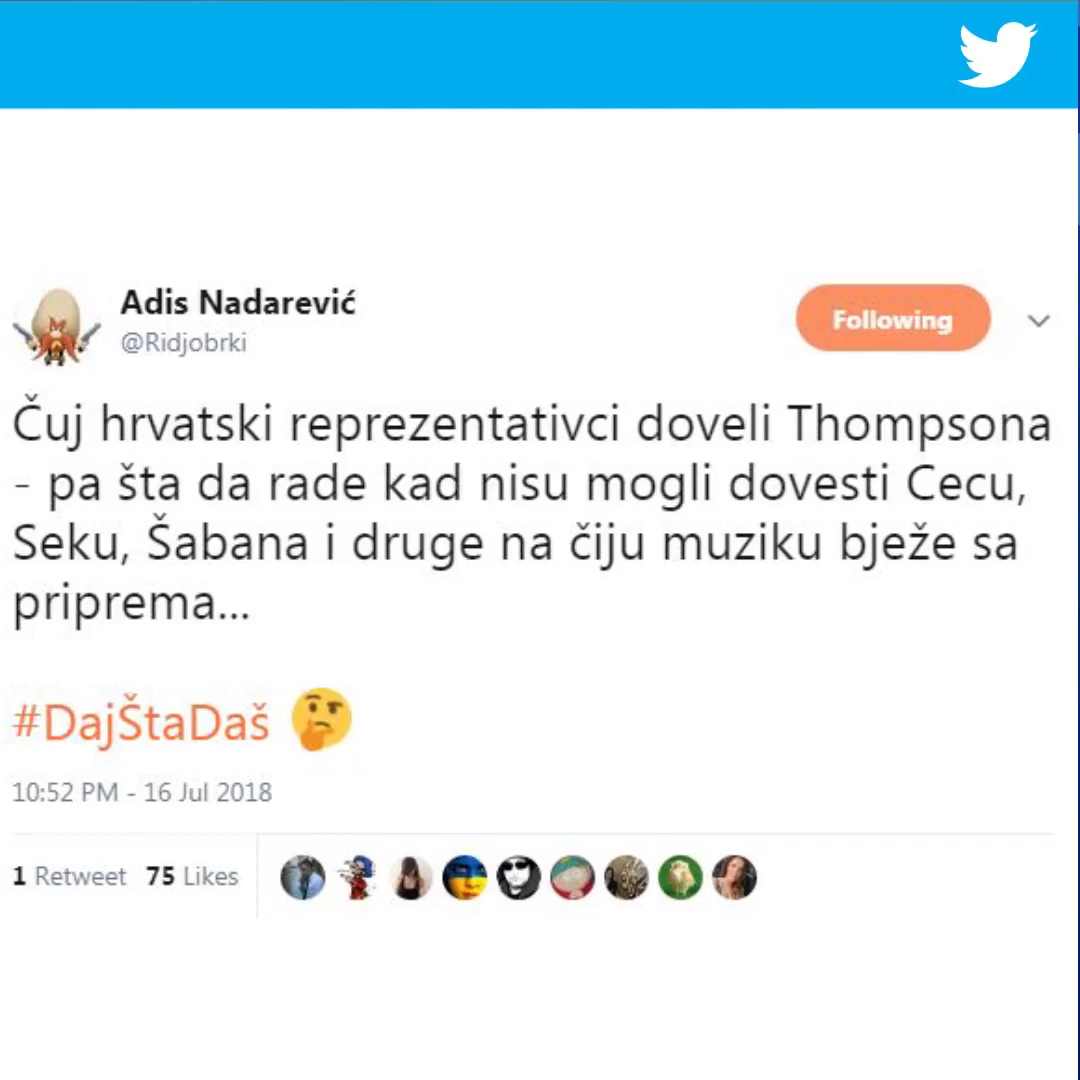 Adis Nadarević
@Ridjobrki
Following
Čuj hrvatski reprezentativci doveli Thompsona
- pa šta da rade kad nisu mogli dovesti Cecu,
Seku, Šabana i druge na čiju muziku bježe sa
priprema...
#DajŠtaDaš 🤔
10:52 PM - 16 Jul 2018
1 Retweet 75 Likes